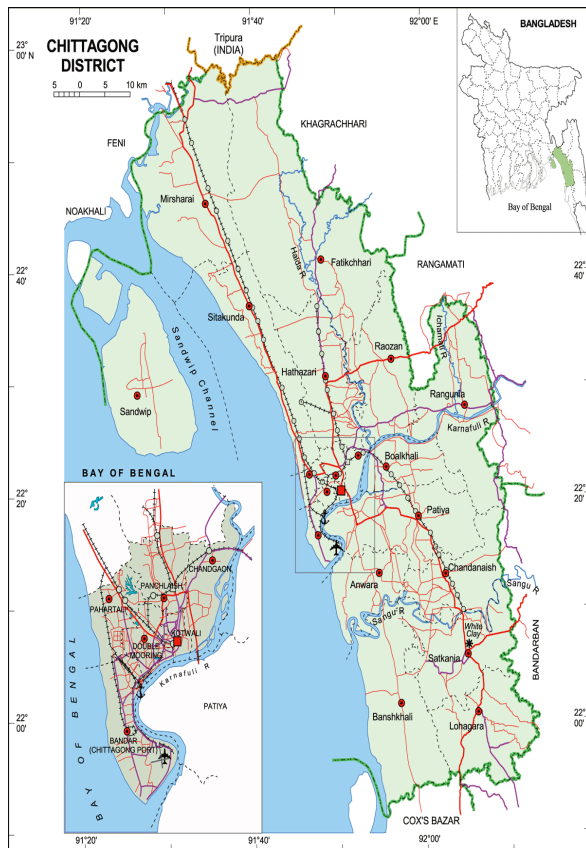 91°20'
91°40'
92°00' E
23°
00' N
CHITTAGONG
DISTRICT
5 0 5 10 km
Tripura
(INDIA)
BANGLADESH
Bay of Bengal
KHAGRACHHARI
FENI
NOAKHALI
Mirsharai
Halda R
Fatikchhari
RANGAMATI
22°
40'
22°
40'
Sitakunda
Ichamati R
Raozan
Sandwip Channel
Hathazari
Sandwip
Rangunia
Karnafuli R
Boalkhali
BAY OF BENGAL
22°
20'
22°
20'
Patiya
Anwara
Chandanaish
Sangu R
Sangu R
White
Clay
Satkania
BANDARBAN
Banshkhali
Lohagara
22°
00'
22°
00'
COX'S BAZAR
CHANDGAON
PANCHLAISH
PAHARTALI
KOTWALI
DOUBLE
MOORING
Karnafuli R
PATIYA
BANDAR
(CHITTAGONG PORT)
BAY OF BENGAL
91°20'
91°40'
92°00'